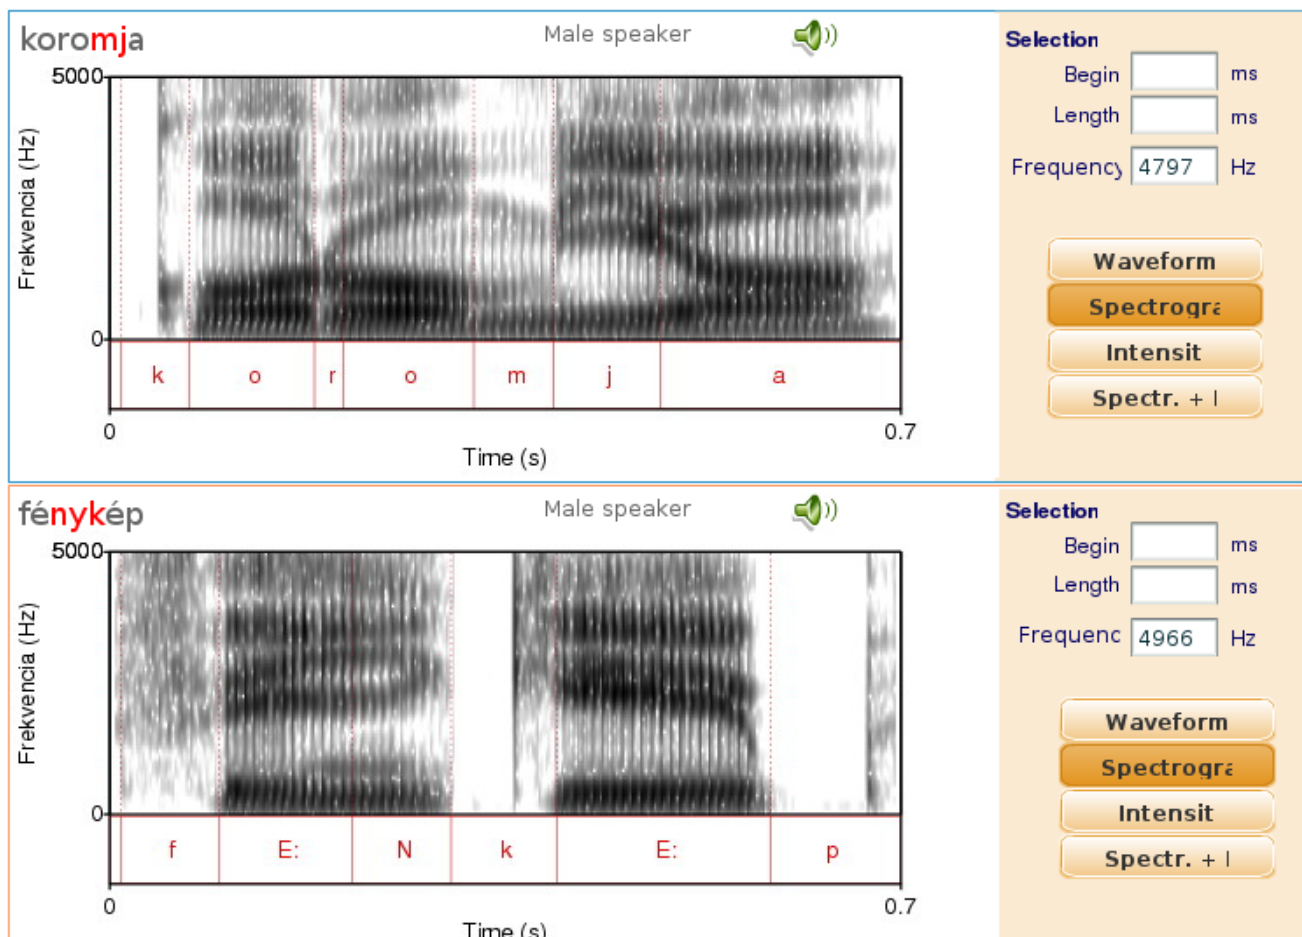 koromja
Male speaker
Selection
Begin ms
Length ms
Frequency 4797 Hz
Waveform
Spectrogra
Intensit
Spectr. + I
5000
Frekvencia (Hz)
0
k o r o m j a
0 0.7
Time (s)
fénykép
Male speaker
Selection
Begin ms
Length ms
Frequenc 4966 Hz
Waveform
Spectrogra
Intensit
Spectr. + I
5000
Frekvencia (Hz)
0
f E: N k E: p
0 0.7
Time (s)